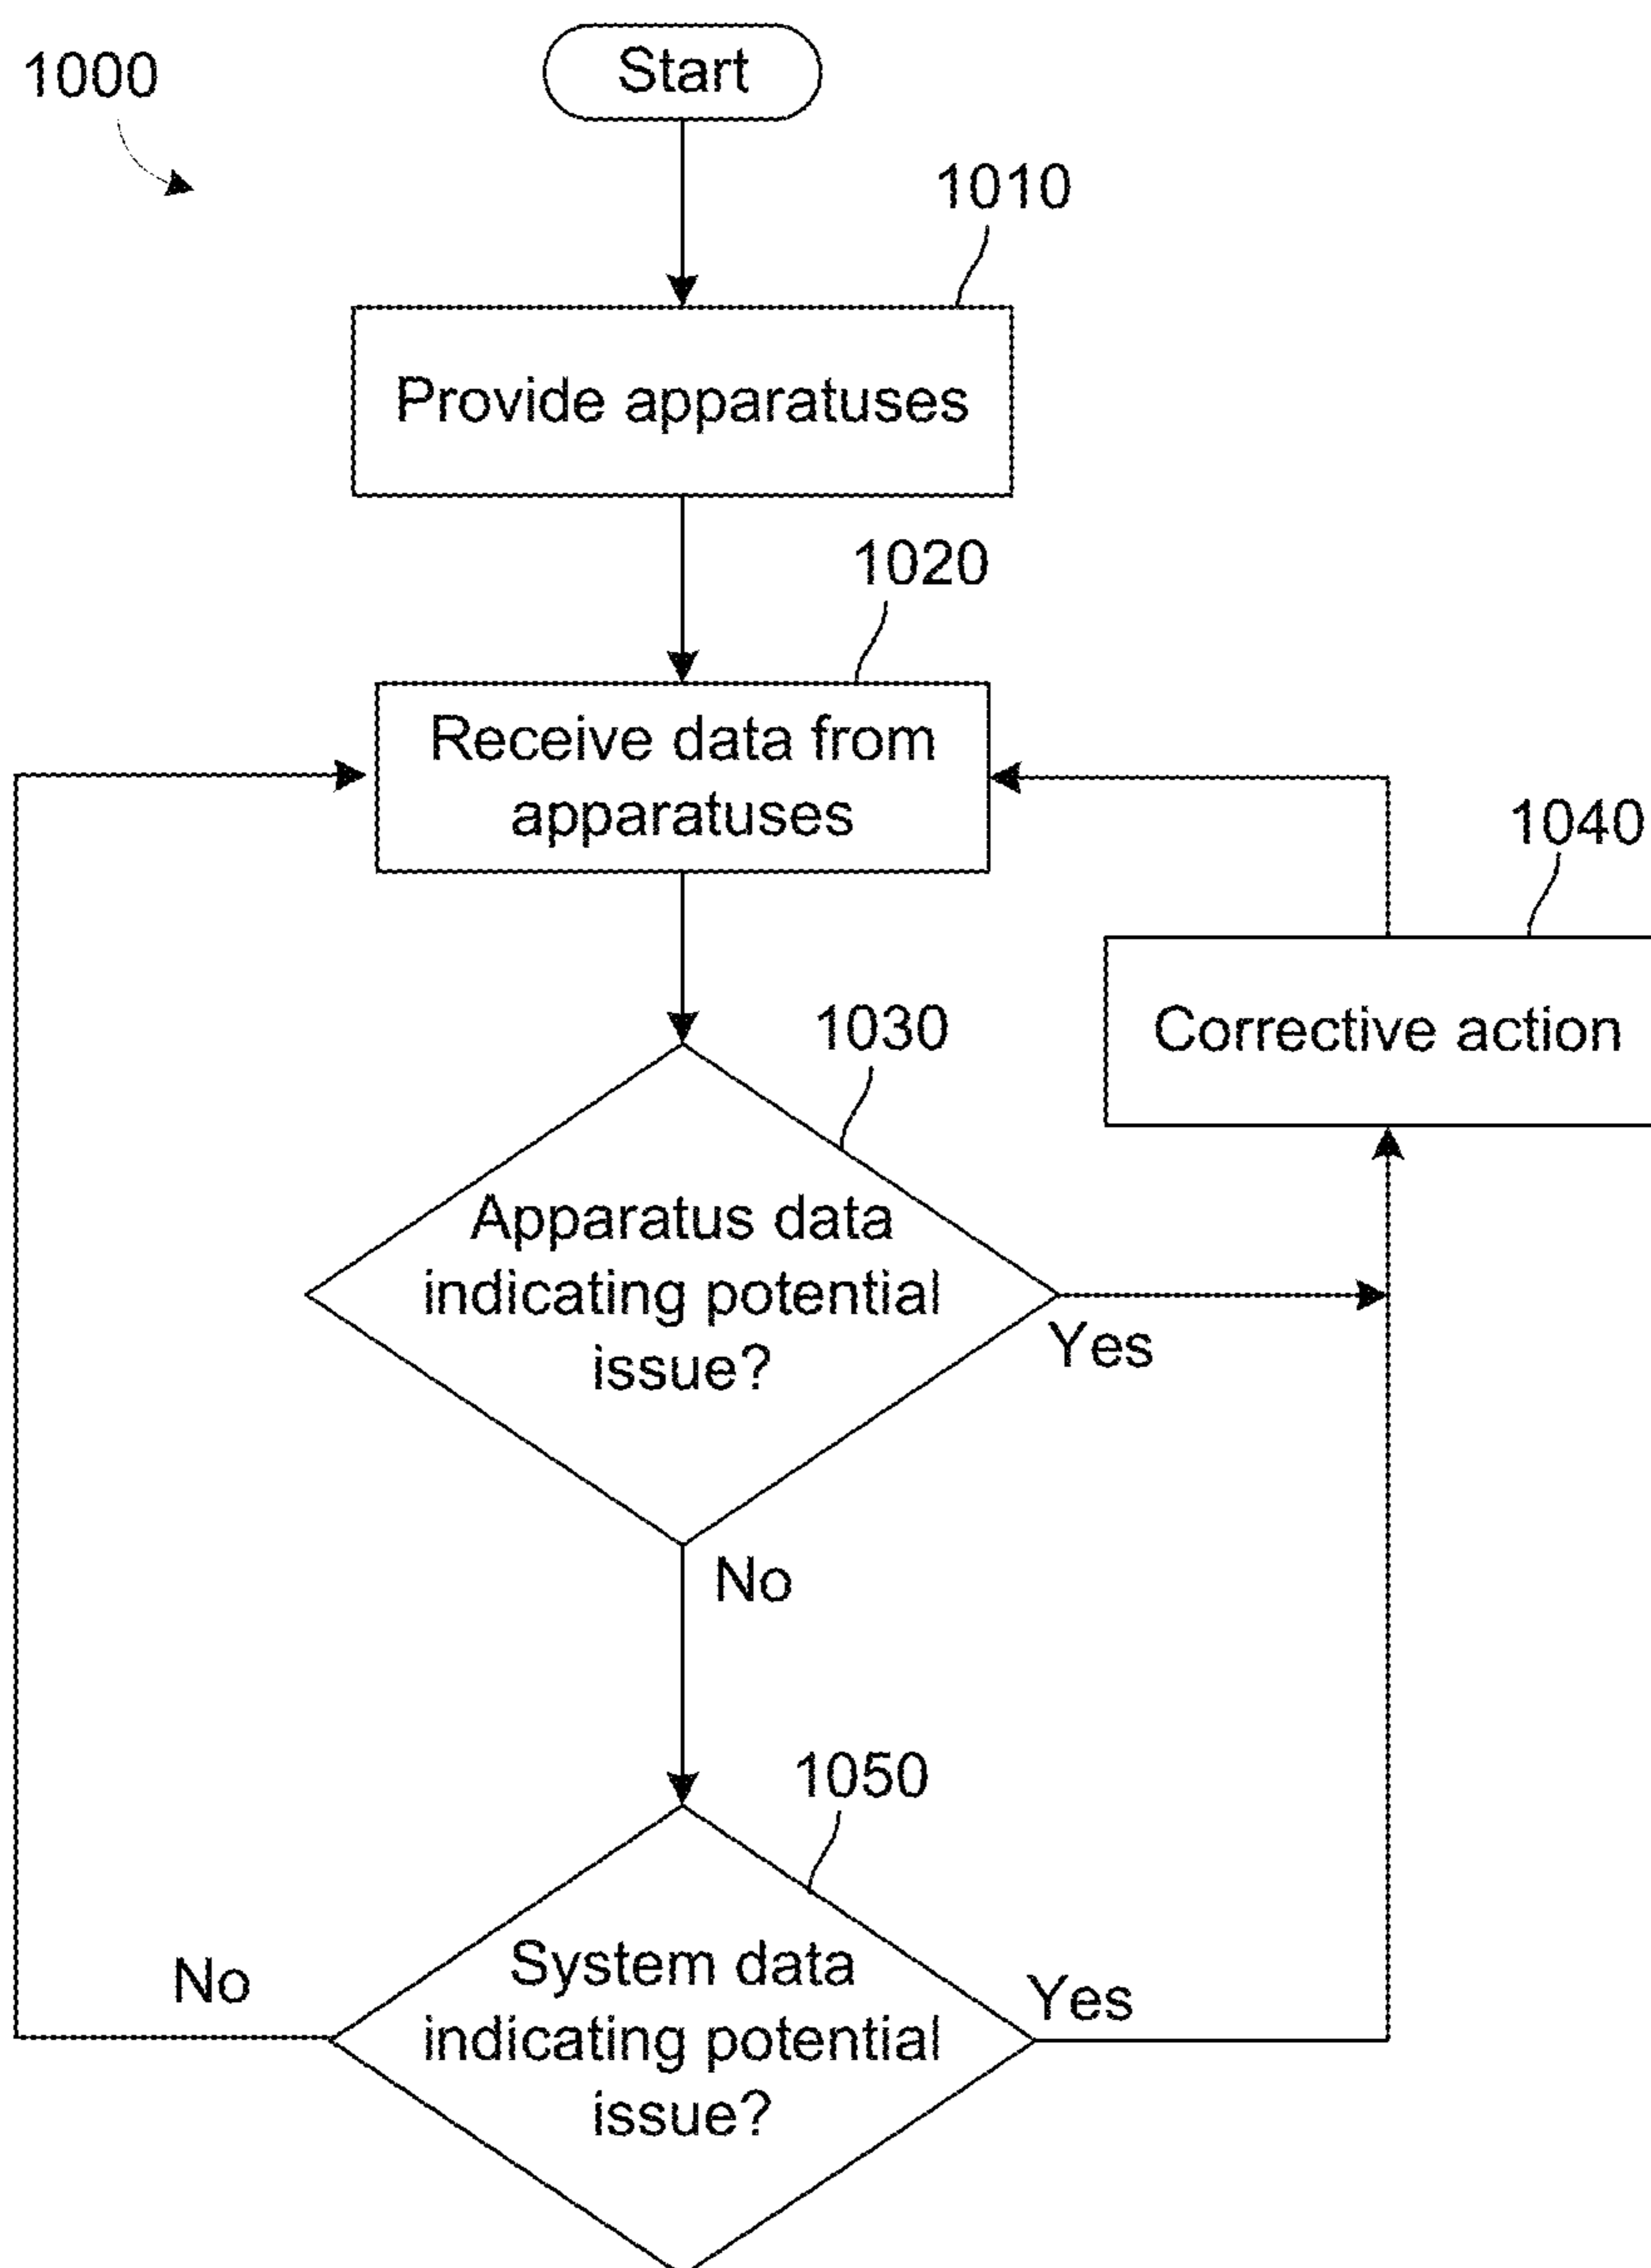 1000
Start
1010
Provide apparatuses
1020
Receive data from
apparatuses
1040
Corrective action
1030
Apparatus data
indicating potential
issue?
Yes
No
1050
System data
indicating potential
issue?
No
Yes